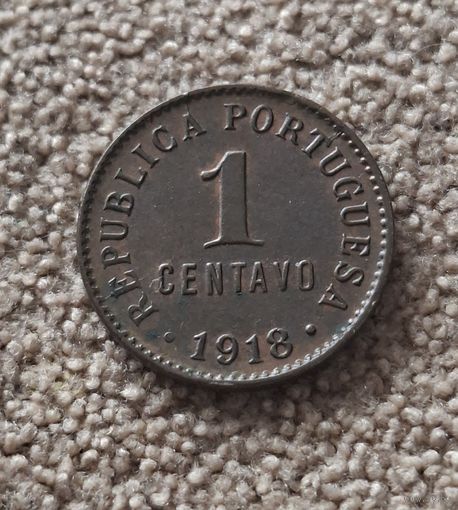 REPUBLICA PORTUGUESA
1
CENTAVO
• 1918 •